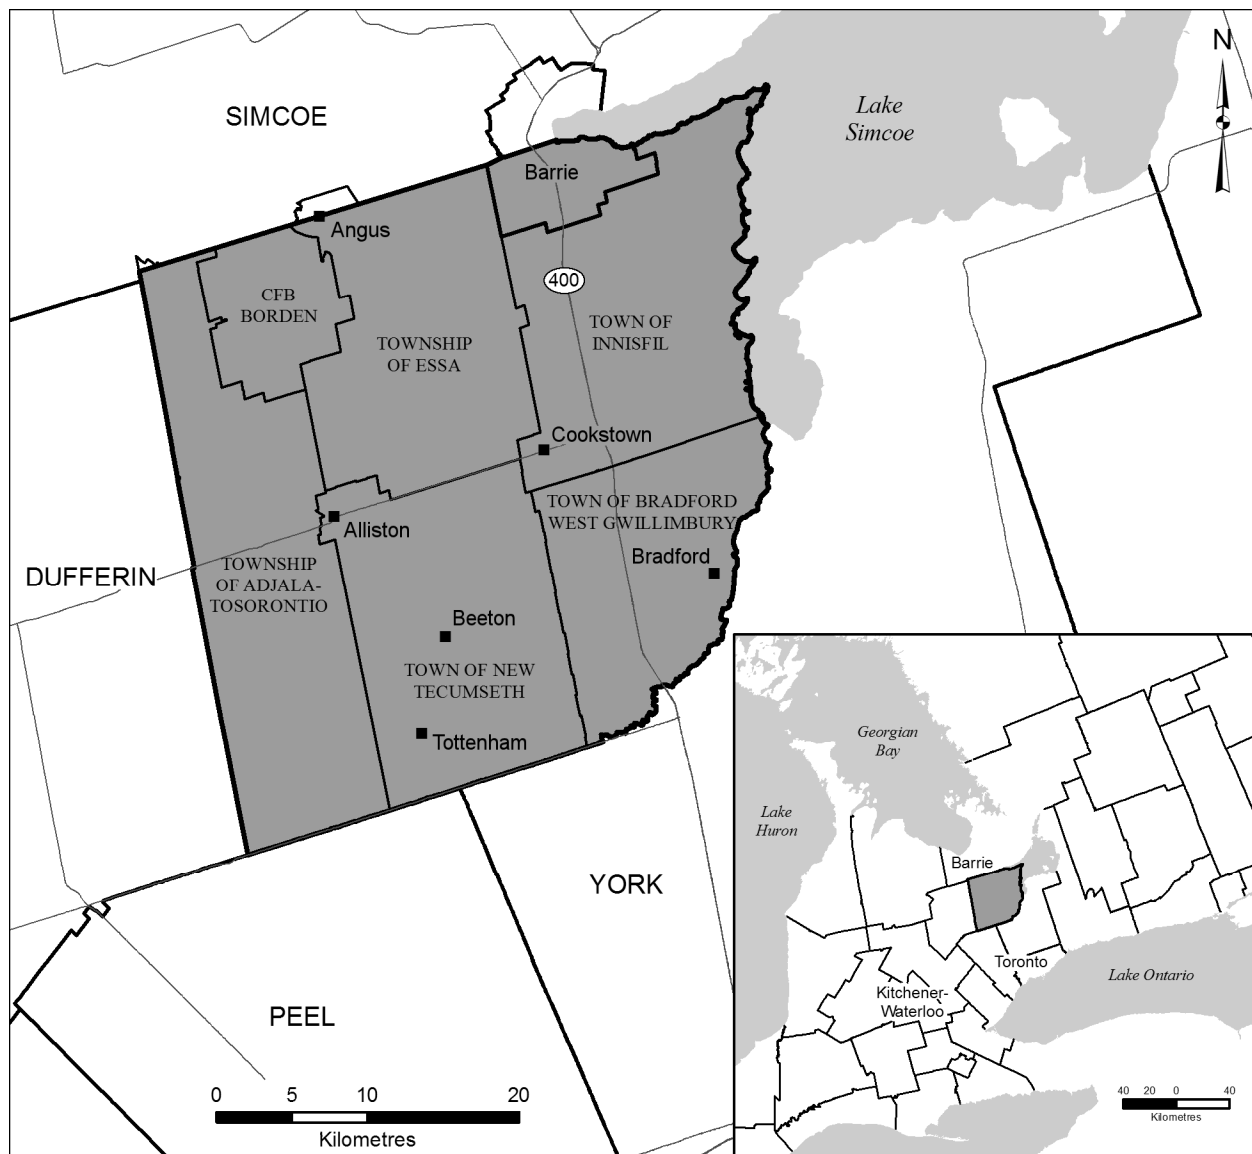 N
SIMCOE
Lake
Simcoe
Barrie
Angus
400
CFB
BORDEN
TOWN OF
INNISFIL
TOWNSHIP
OF ESSA
Cookstown
TOWN OF BRADFORD
WEST GWILLIMBURY
Alliston
Bradford
DUFFERIN
TOWNSHIP
OF ADJALA-
TOSORONTIO
Beeton
TOWN OF NEW
TECUMSETH
Tottenham
YORK
PEEL
0 5 10 20
Kilometres
Georgian
Bay
Lake
Huron
Barrie
Toronto
Lake Ontario
Kitchener-
Waterloo
40 20 0 40
Kilometres